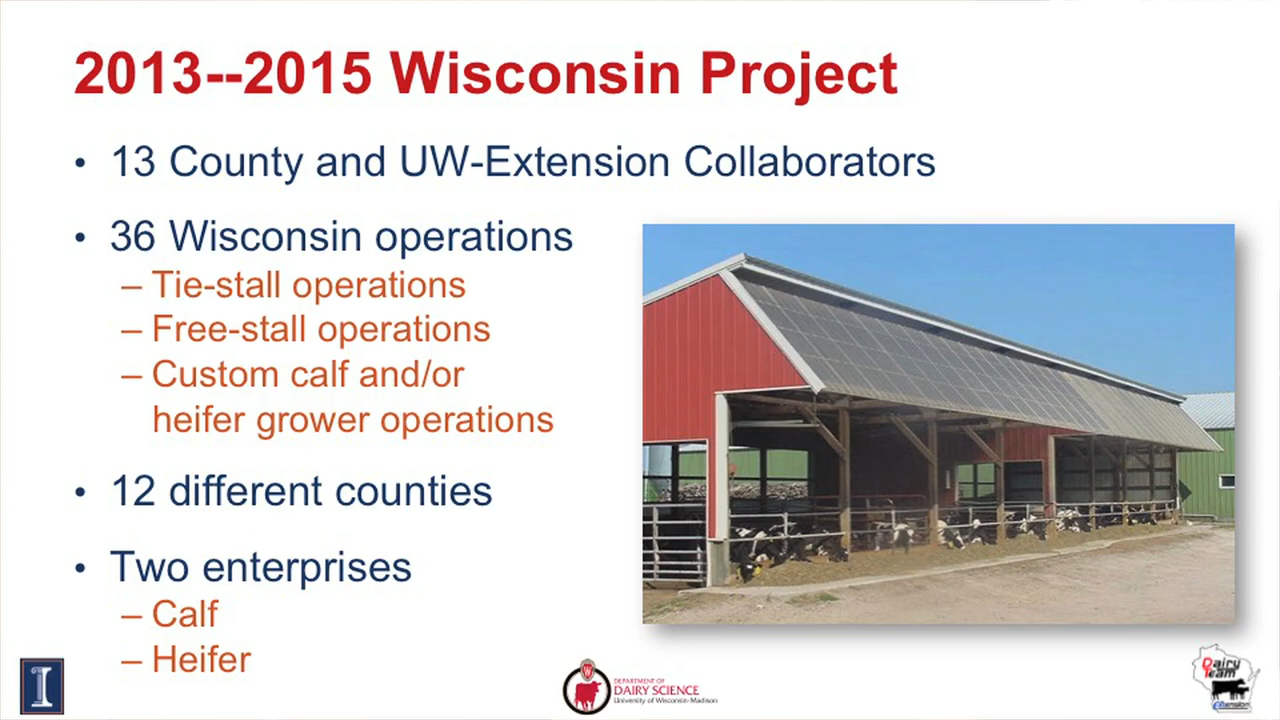 2013--2015 Wisconsin Project
• 13 County and UW-Extension Collaborators
• 36 Wisconsin operations
– Tie-stall operations
– Free-stall operations
– Custom calf and/or
heifer grower operations
• 12 different counties
• Two enterprises
– Calf
– Heifer
I
W
DEPARTMENT OF
DAIRY SCIENCE
University of Wisconsin-Madison
Dairy
Team
extension